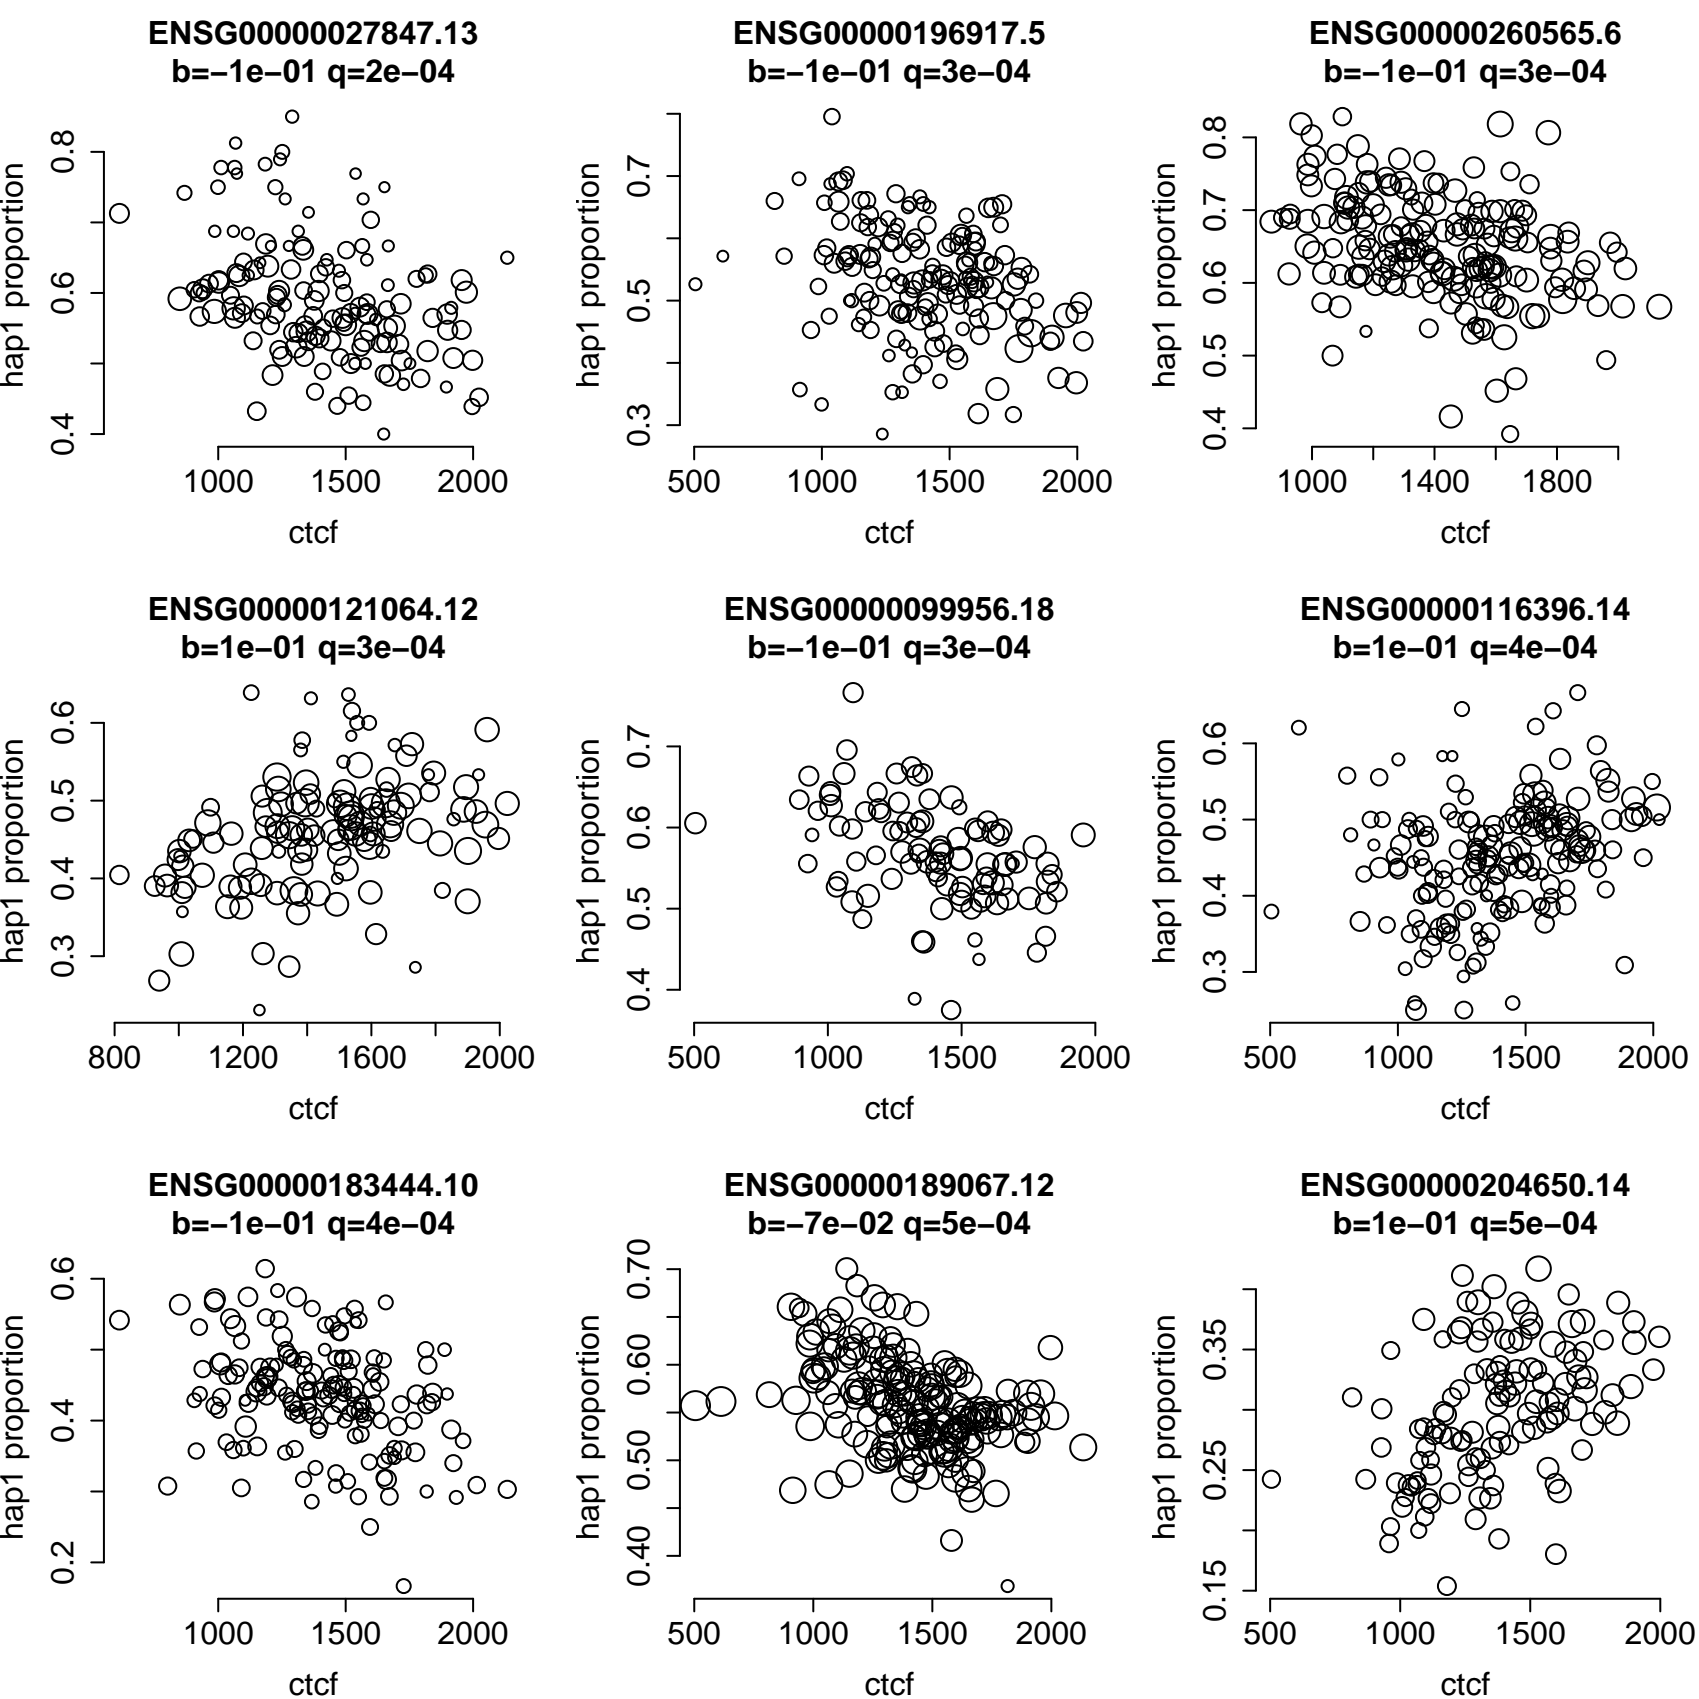 ENSG00000027847.13
b=−1e−01 q=2e−04
hap1 proportion
0.4 0.6 0.8
1000 1500 2000
ctcf
ENSG00000196917.5
b=−1e−01 q=3e−04
hap1 proportion
0.3 0.5 0.7
500 1000 1500 2000
ctcf
ENSG00000260565.6
b=−1e−01 q=3e−04
hap1 proportion
0.4 0.5 0.6 0.7 0.8
1000 1400 1800
ctcf
ENSG00000121064.12
b=1e−01 q=3e−04
hap1 proportion
0.3 0.4 0.5 0.6
800 1200 1600 2000
ctcf
ENSG00000099956.18
b=−1e−01 q=3e−04
hap1 proportion
0.4 0.5 0.6 0.7
500 1000 1500 2000
ctcf
ENSG00000116396.14
b=1e−01 q=4e−04
hap1 proportion
0.3 0.4 0.5 0.6
500 1000 1500 2000
ctcf
ENSG00000183444.10
b=−1e−01 q=4e−04
hap1 proportion
0.2 0.4 0.6
1000 1500 2000
ctcf
ENSG00000189067.12
b=−7e−02 q=5e−04
hap1 proportion
0.40 0.50 0.60 0.70
500 1000 1500 2000
ctcf
ENSG00000204650.14
b=1e−01 q=5e−04
hap1 proportion
0.15 0.25 0.35
500 1000 1500 2000
ctcf